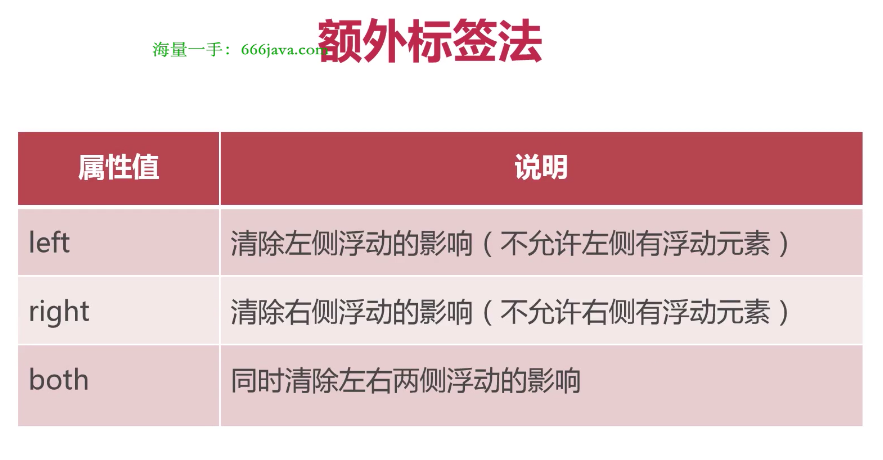 额外标签法
海量一手：666java.com
属性值 说明
left 清除左侧浮动的影响（不允许左侧有浮动元素）
right 清除右侧浮动的影响（不允许右侧有浮动元素）
both 同时清除左右两侧浮动的影响